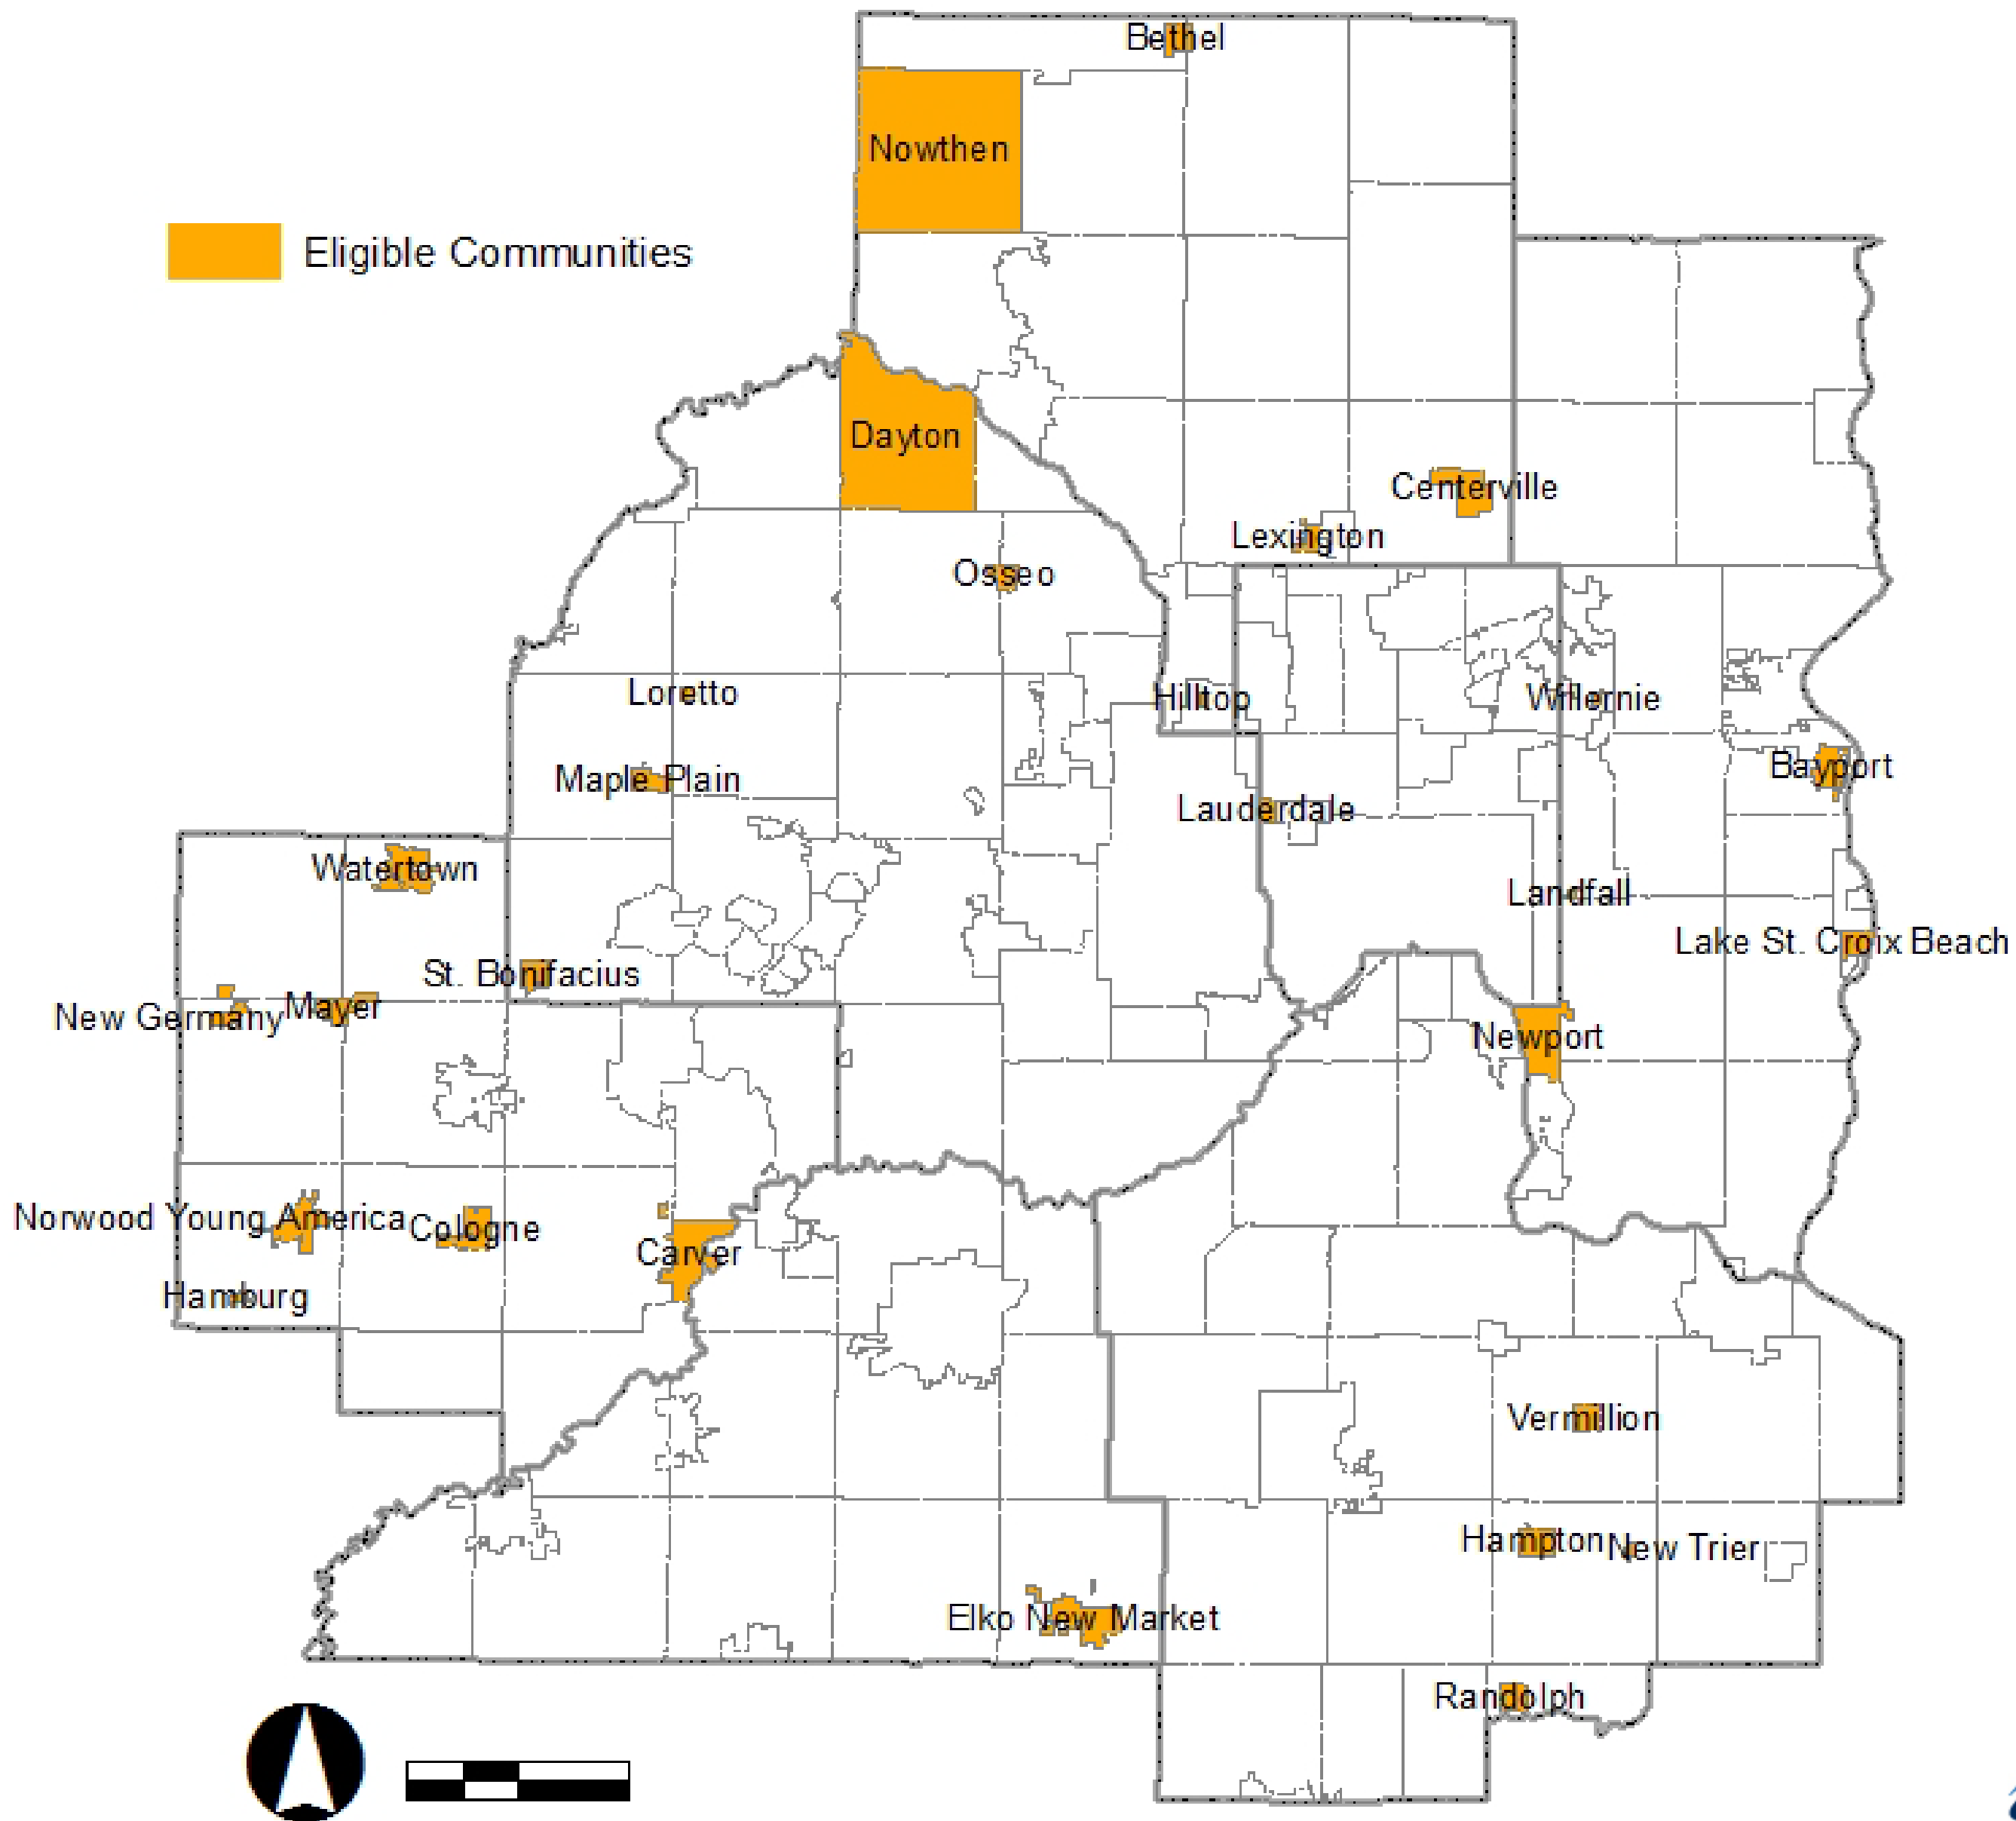 Bethel
Nowthen
Eligible Communities
Dayton
Centerville
Lexington
Osseo
Loretto
Hilltop
Willernie
Maple Plain
Bayport
Lauderdale
Watertown
Landfall
Lake St. Croix Beach
St. Bonifacius
New Germany
Mayer
Newport
Norwood Young America
Cologne
Carver
Hamburg
Vermillion
Hampton
New Trier
Elko New Market
Randolph